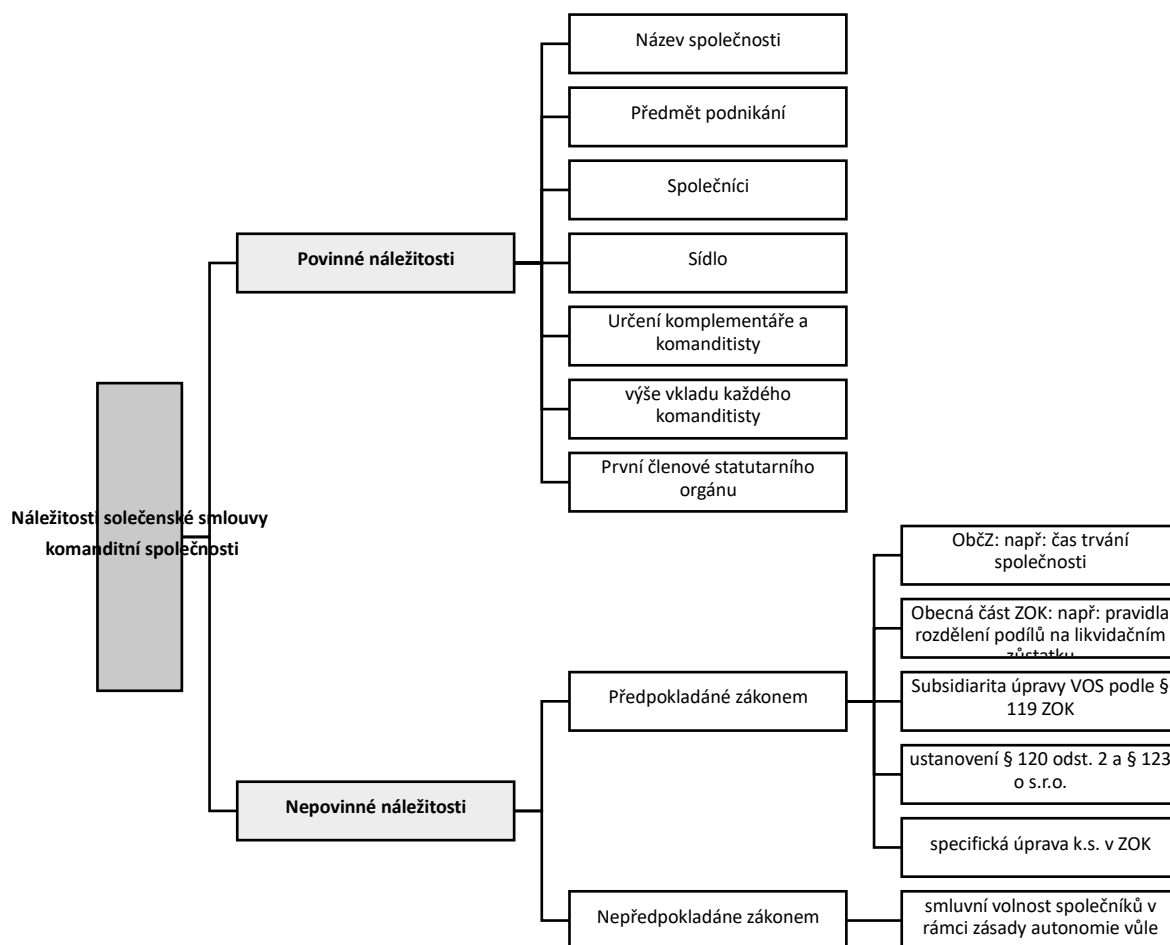 Název společnosti
Předmět podnikání
Společníci
Sídlo
Povinné náležitosti
Určení komplementáře a
komanditisty
výše vkladu každého
komanditisty
První členové statutárního
orgánu
Náležitosti solečenské smlouvy
komanditní společnosti
ObčZ: např: čas trvání
společnosti
Obecná část ZOK: např: pravidla
rozdělení podílů na likvidačním
zůstatku
Předpokladáné zákonem
Subsidiarita úpravy VOS podle §
119 ZOK
ustanovení § 120 odst. 2 a § 123
o s.r.o.
Nepovinné náležitosti
specifická úprava k.s. v ZOK
Nepředpokladáne zákonem
smluvní volnost společníků v
rámci zásady autonomie vůle